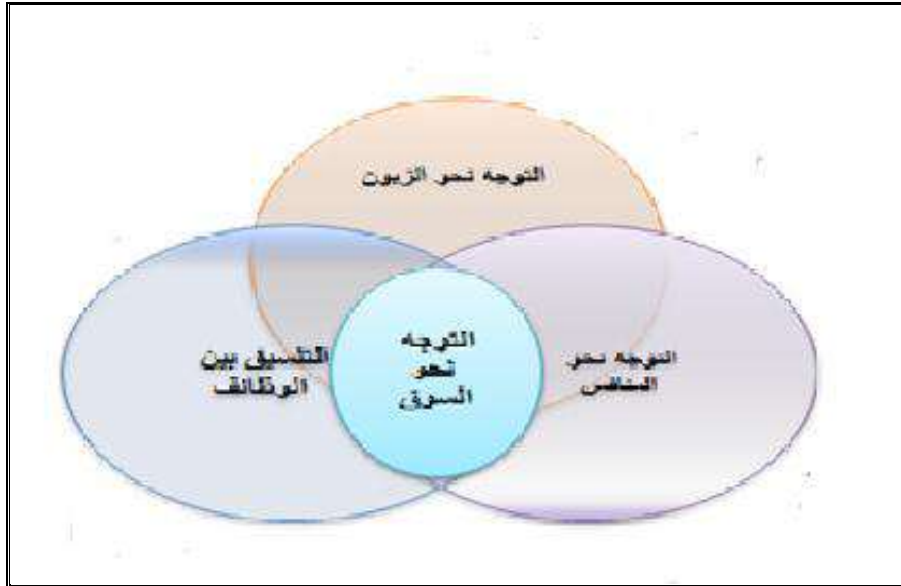 التوجه نحو الزبون
التنسيق بين
الوظائف
التوجه
نحو
السوق
التوجه نحو
المنافس